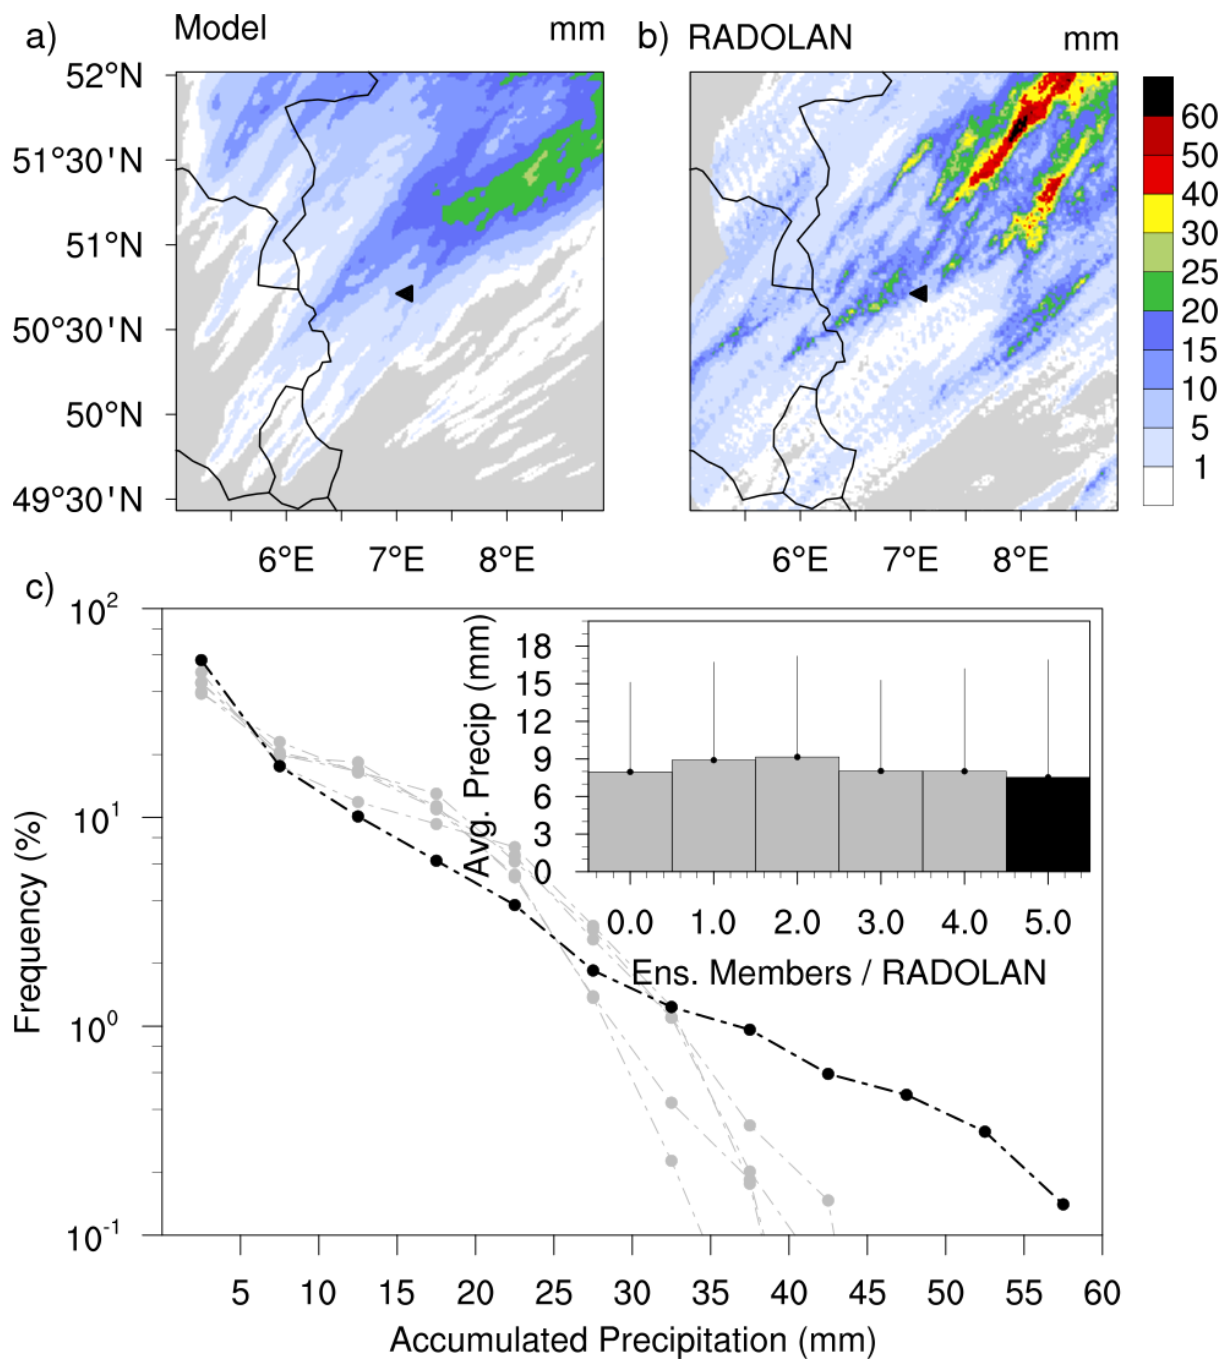 a) Model mm
b) RADOLAN mm
52°N
51°30'N
51°N
50°30'N
50°N
49°30'N
6°E 7°E 8°E
6°E 7°E 8°E
60
50
40
30
25
20
15
10
5
1
c)
Frequency (%)
10²
10¹
10⁰
10⁻¹
5 10 15 20 25 30 35 40 45 50 55 60
Accumulated Precipitation (mm)
Avg. Precip (mm)
18
15
12
9
6
3
0
0.0 1.0 2.0 3.0 4.0 5.0
Ens. Members / RADOLAN